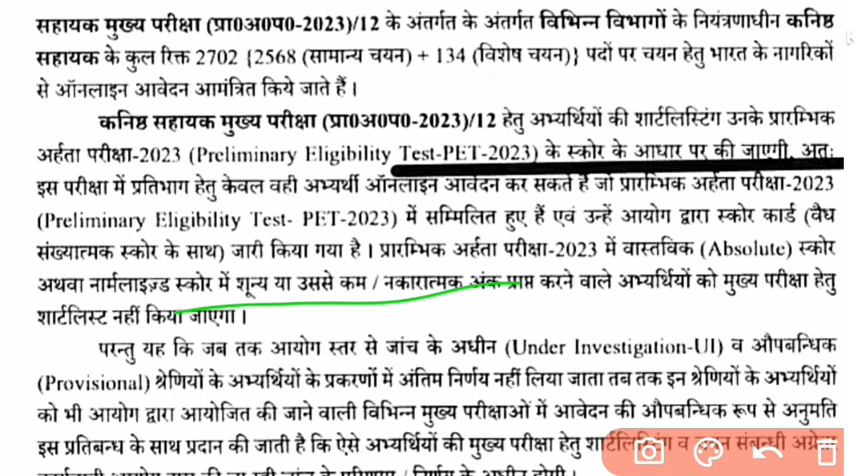 सहायक मुख्य परीक्षा (प्रा0अ0प0-2023)/12 के अंतर्गत के अंतर्गत विभिन्न विभागों के नियंत्रणाधीन कनिष्ठ
सहायक के कुल रिक्त 2702 {2568 (सामान्य चयन) + 134 (विशेष चयन)} पदों पर चयन हेतु भारत के नागरिकों
से ऑनलाइन आवेदन आमंत्रित किये जाते हैं।
कनिष्ठ सहायक मुख्य परीक्षा (प्रा0अ0प0-2023)/12 हेतु अभ्यर्थियों की शार्टलिस्टिंग उनके प्रारम्भिक
अर्हता परीक्षा-2023 (Preliminary Eligibility Test-PET-2023) के स्कोर के आधार पर की जाएगी, अतः
इस परीक्षा में प्रतिभाग हेतु केवल वही अभ्यर्थी ऑनलाइन आवेदन कर सकते हैं जो प्रारम्भिक अर्हता परीक्षा-2023
(Preliminary Eligibility Test- PET-2023) में सम्मिलित हुए हैं एवं उन्हें आयोग द्वारा स्कोर कार्ड (वैध
संख्यात्मक स्कोर के साथ) जारी किया गया है। प्रारम्भिक अर्हता परीक्षा-2023 में वास्तविक (Absolute) स्कोर
अथवा नार्मलाइज़्ड स्कोर में शून्य या उससे कम / नकारात्मक अंक प्राप्त करने वाले अभ्यर्थियों को मुख्य परीक्षा हेतु
शार्टलिस्ट नहीं किया जाएगा।
परन्तु यह कि जब तक आयोग स्तर से जांच के अधीन (Under Investigation-UI) व औपबन्धिक
(Provisional) श्रेणियों के अभ्यर्थियों के प्रकरणों में अंतिम निर्णय नहीं लिया जाता तब तक इन श्रेणियों के अभ्यर्थियों
को भी आयोग द्वारा आयोजित की जाने वाली विभिन्न मुख्य परीक्षाओं में आवेदन की औपबन्धिक रूप से अनुमति
इस प्रतिबन्ध के साथ प्रदान की जाती है कि ऐसे अभ्यर्थियों की मुख्य परीक्षा हेतु शार्टलिस्टिंग व चयन संबन्धी अग्रेतर